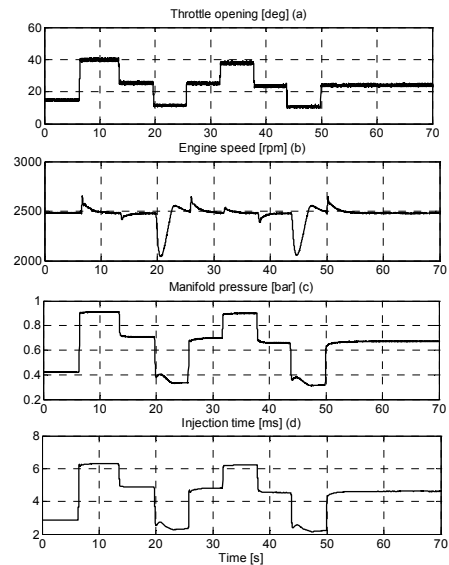 Throttle opening [deg] (a)
60
40
20
0
0 10 20 30 40 50 60 70
Engine speed [rpm] (b)
3000
2500
2000
0 10 20 30 40 50 60 70
Manifold pressure [bar] (c)
1
0.8
0.6
0.4
0.2
0 10 20 30 40 50 60 70
Injection time [ms] (d)
8
6
4
2
0 10 20 30 40 50 60 70
Time [s]